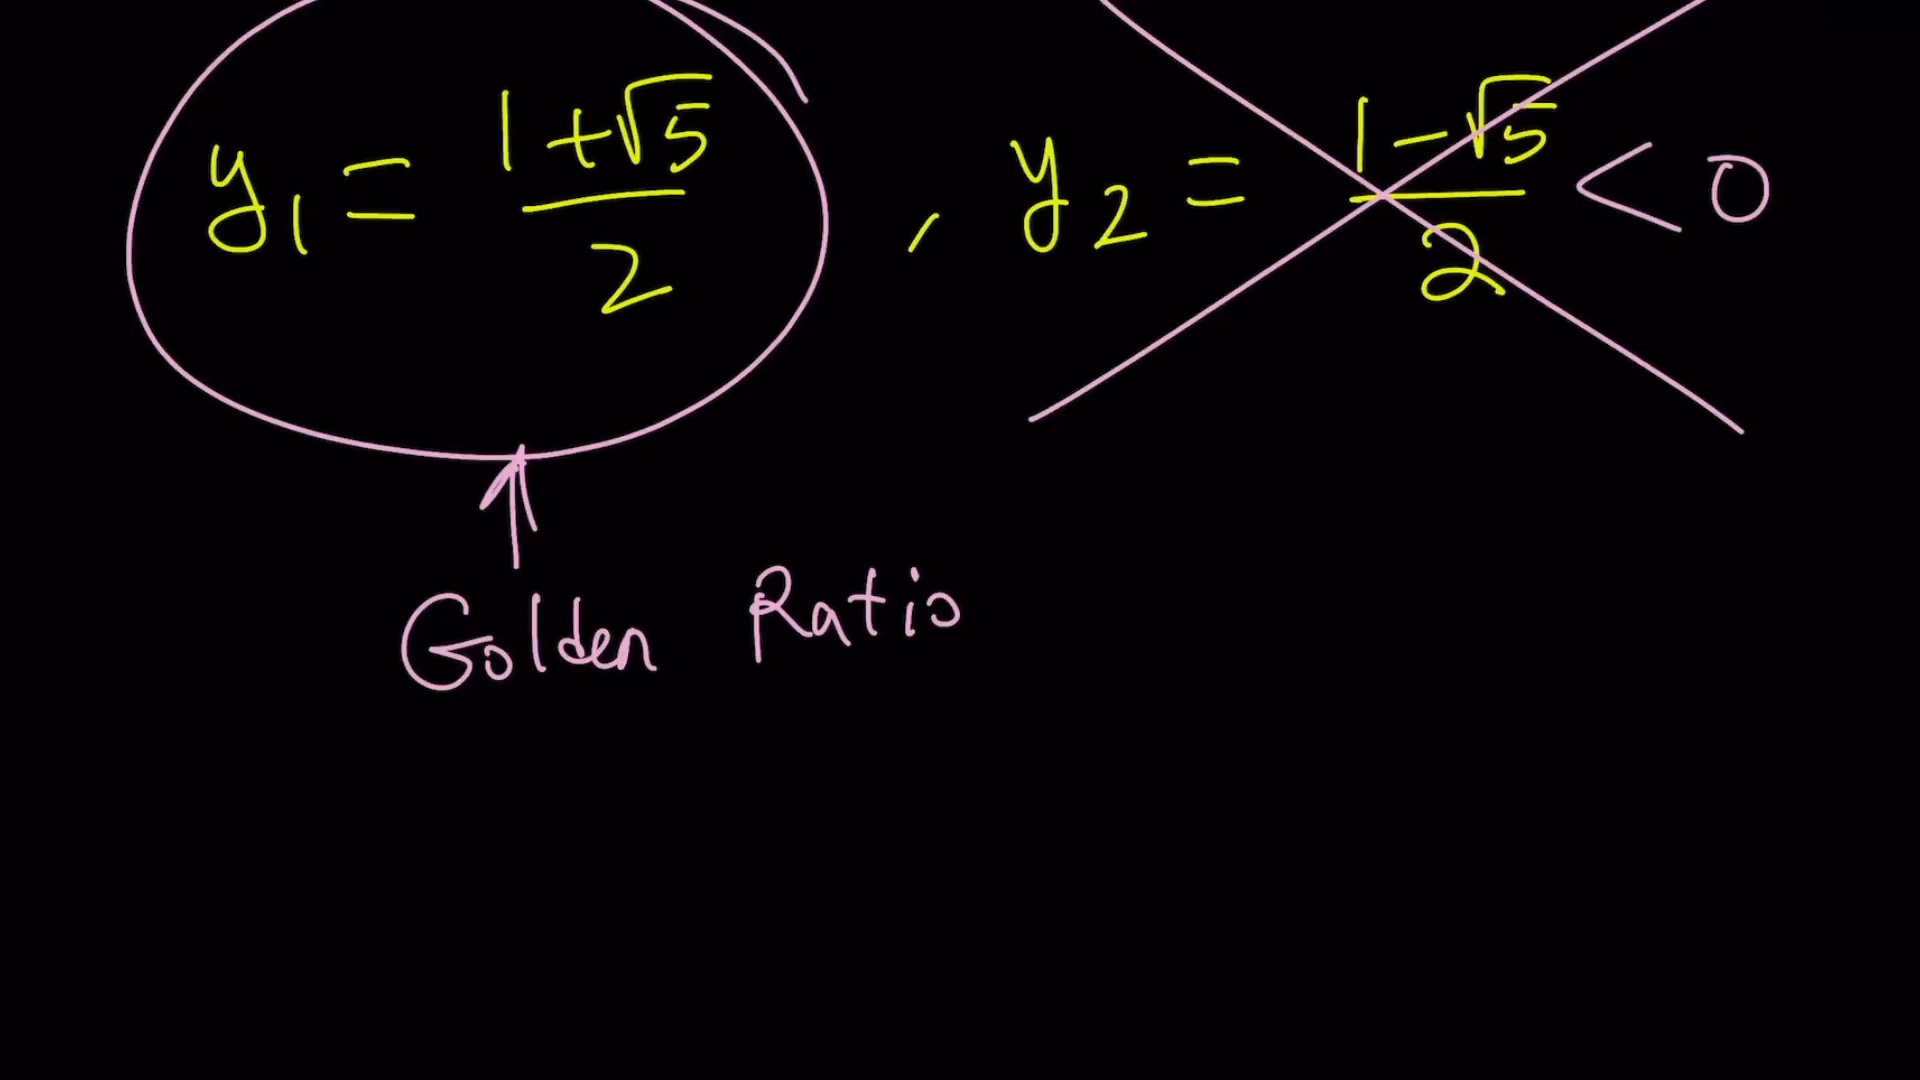 y₁ = (1+√5)/2 , y₂ = (1-√5)/2 < 0
Golden Ratio